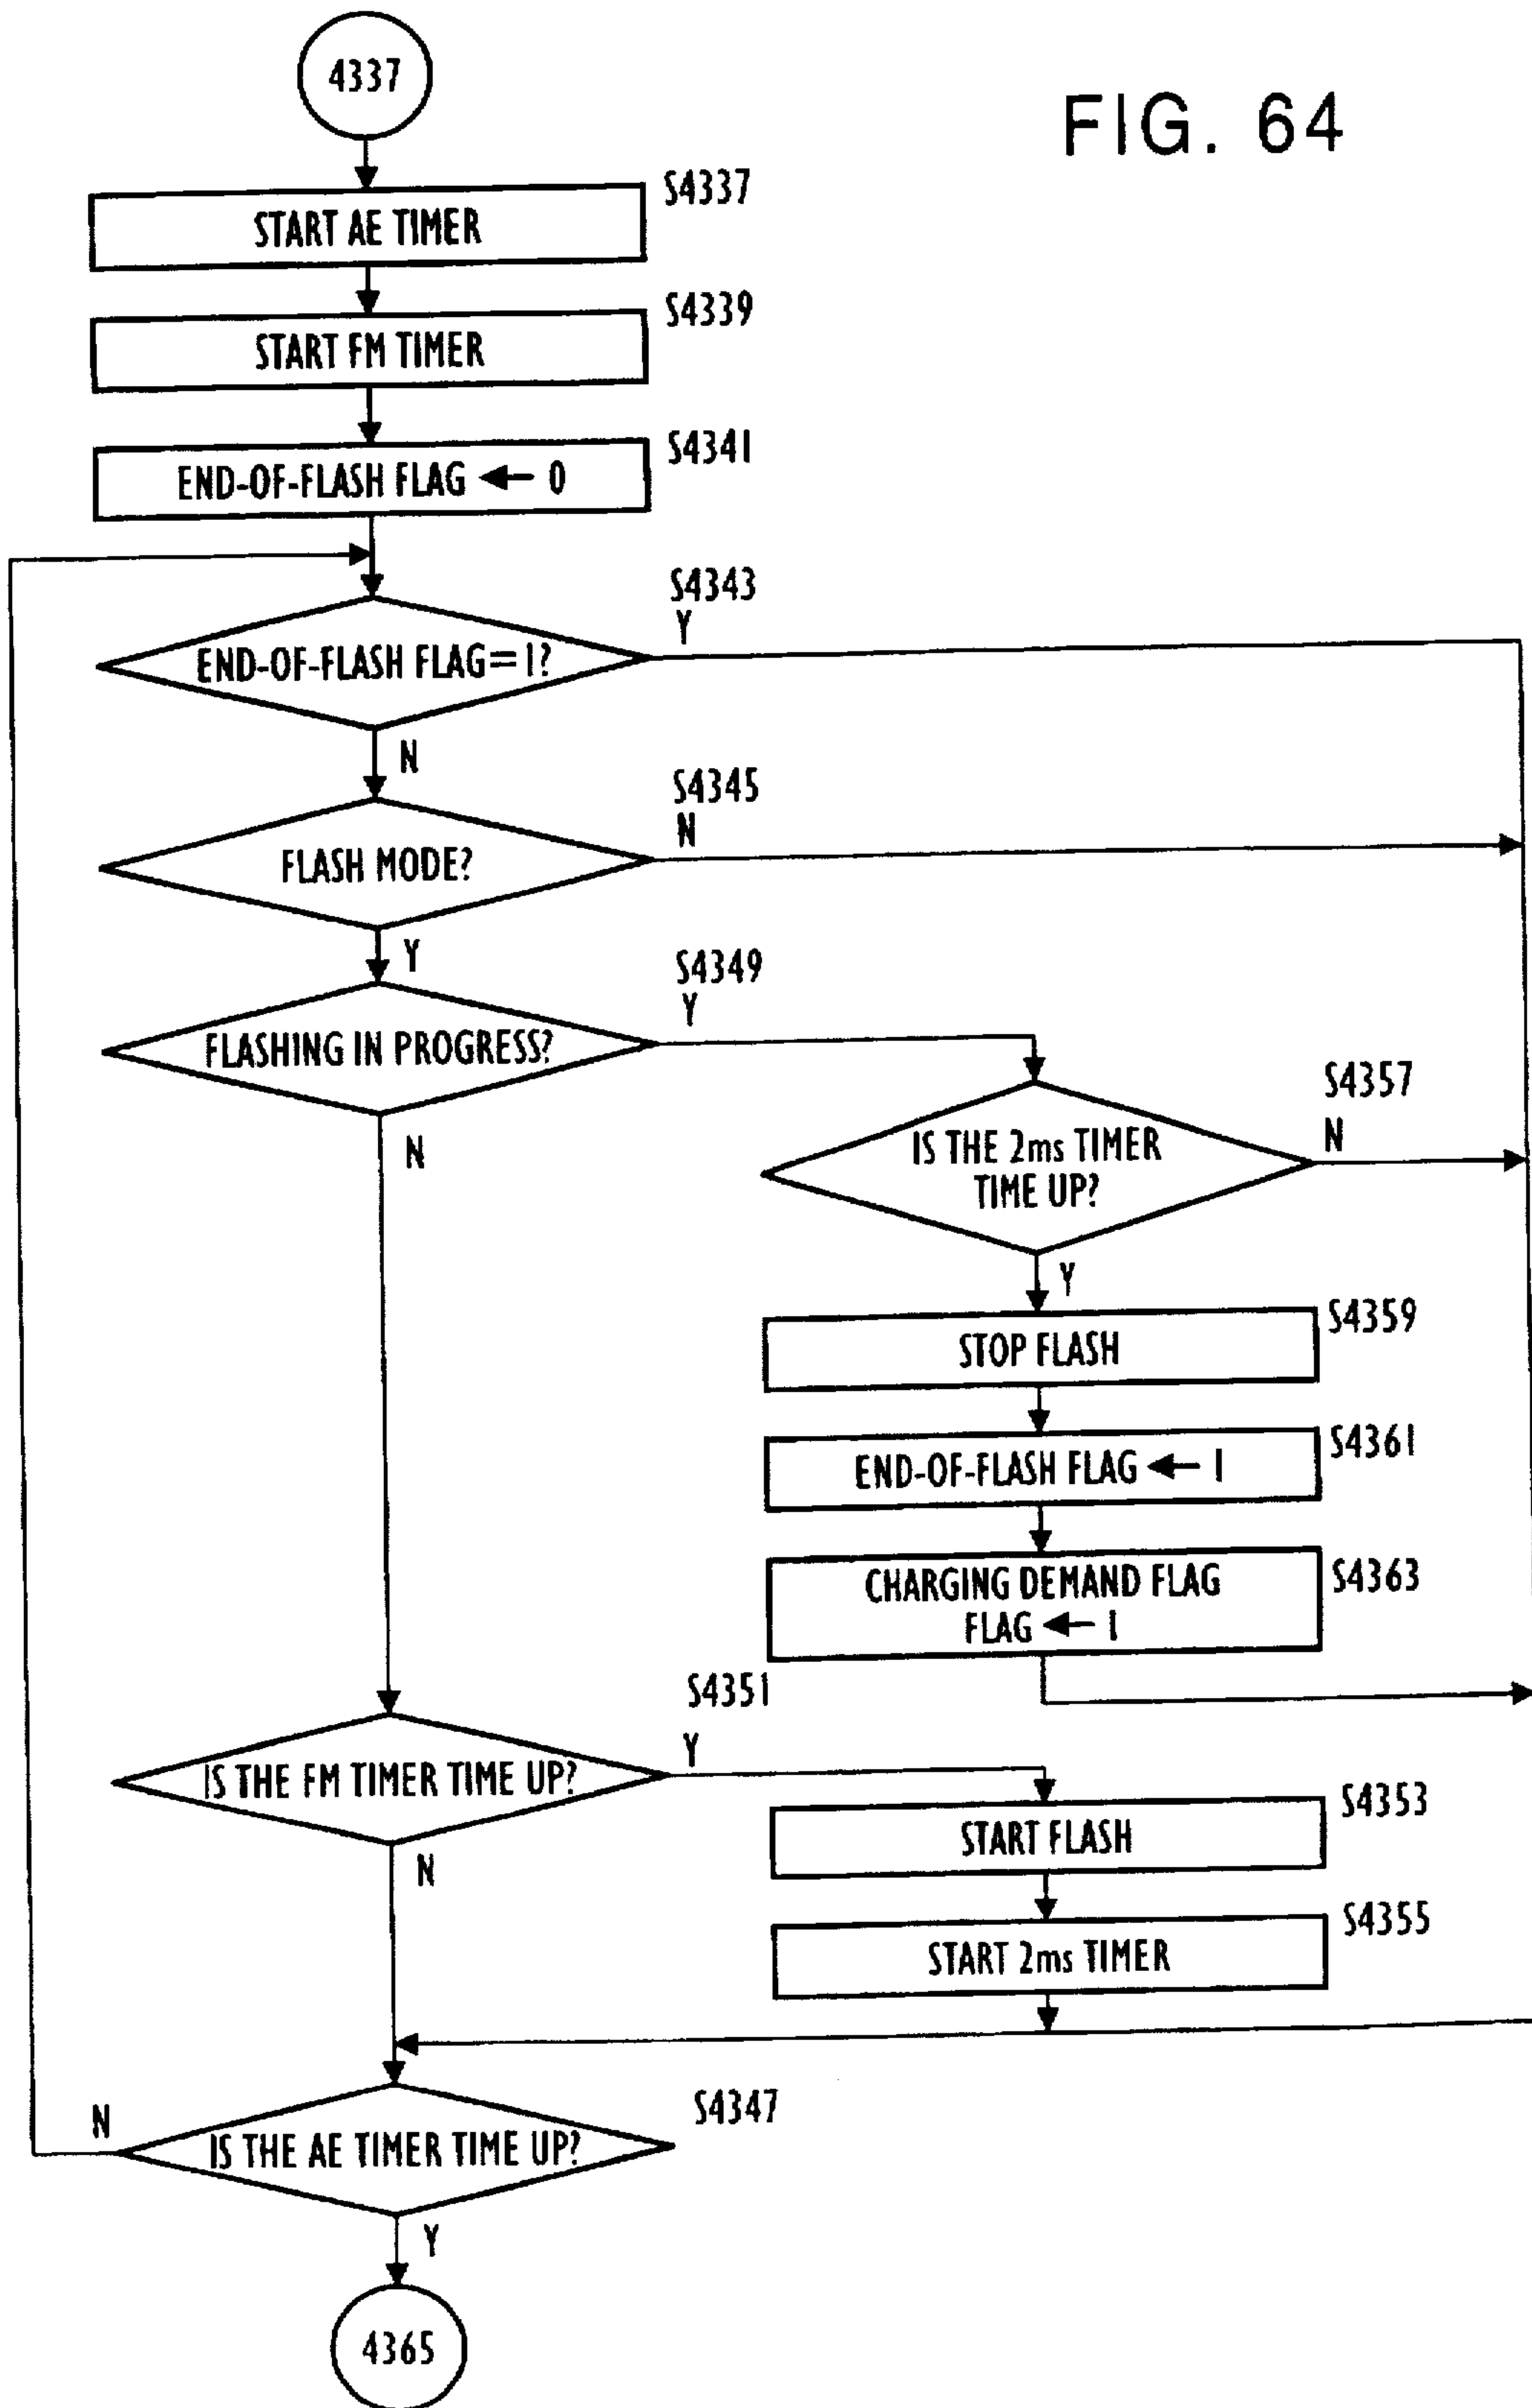 4337
FIG. 64
S4337
START AE TIMER
S4339
START FM TIMER
S4341
END-OF-FLASH FLAG ← 0
S4343
Y
END-OF-FLASH FLAG=1?
N
S4345
N
FLASH MODE?
Y
S4349
Y
FLASHING IN PROGRESS?
N
S4357
N
IS THE 2ms TIMER
TIME UP?
Y
S4359
STOP FLASH
S4361
END-OF-FLASH FLAG ← 1
S4363
CHARGING DEMAND FLAG
FLAG ← 1
S4351
Y
IS THE FM TIMER TIME UP?
N
S4353
START FLASH
S4355
START 2ms TIMER
S4347
N
IS THE AE TIMER TIME UP?
Y
4365